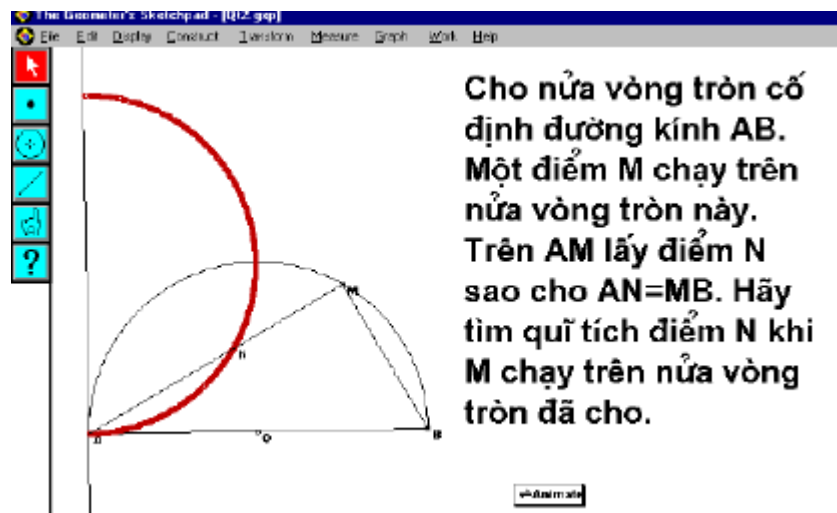 The Geometer's Sketchpad - [QI2.gsp]
File Edit Display Construct Transform Measure Graph Work Help
Cho nửa vòng tròn cố
định đường kính AB.
Một điểm M chạy trên
nửa vòng tròn này.
Trên AM lấy điểm N
sao cho AN=MB. Hãy
tìm quĩ tích điểm N khi
M chạy trên nửa vòng
tròn đã cho.
?
M
A
O
B
Animate